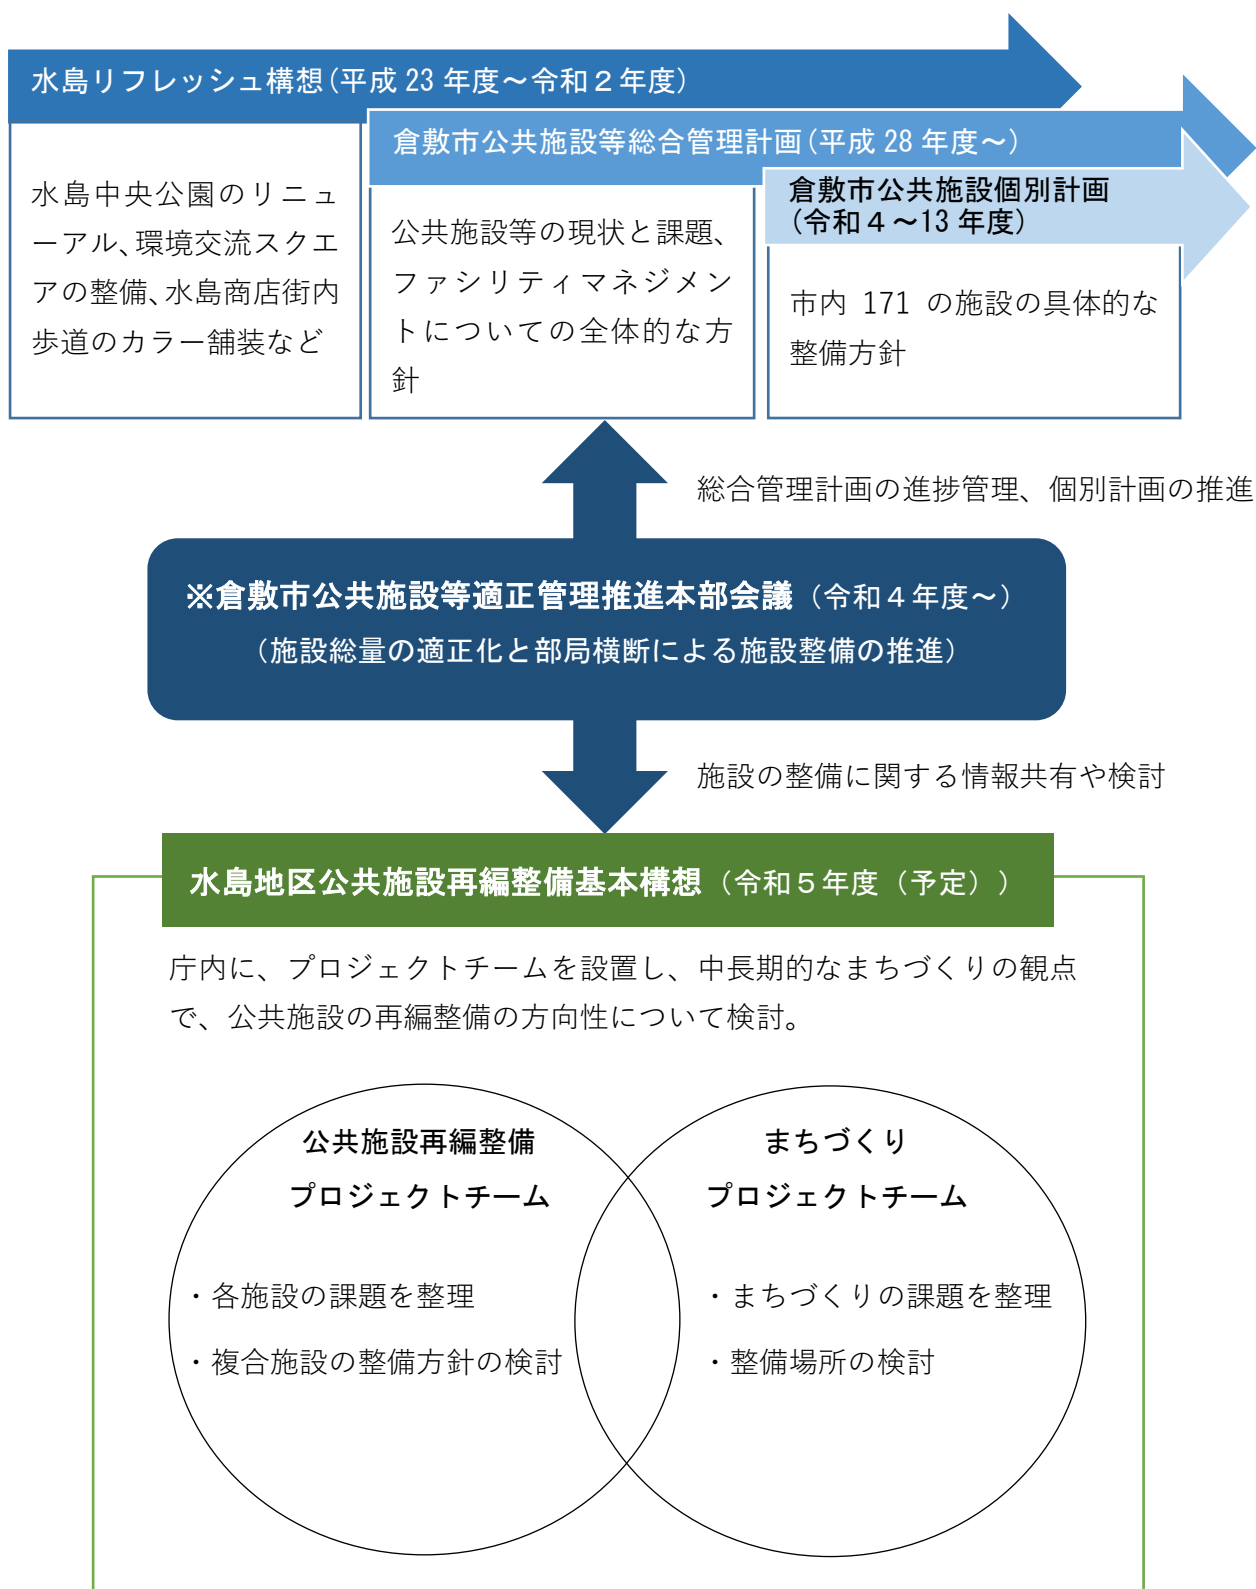 水島リフレッシュ構想(平成 23 年度～令和２年度)
倉敷市公共施設等総合管理計画(平成 28 年度～)
倉敷市公共施設個別計画
(令和４～13 年度)
水島中央公園のリニュ
ーアル、環境交流スクエ
アの整備、水島商店街内
歩道のカラー舗装など
公共施設等の現状と課題、
ファシリティマネジメン
トについての全体的な方
針
市内 171 の施設の具体的な
整備方針
総合管理計画の進捗管理、個別計画の推進
※倉敷市公共施設等適正管理推進本部会議（令和４年度～）
（施設総量の適正化と部局横断による施設整備の推進）
施設の整備に関する情報共有や検討
水島地区公共施設再編整備基本構想（令和５年度（予定））
庁内に、プロジェクトチームを設置し、中長期的なまちづくりの観点
で、公共施設の再編整備の方向性について検討。
公共施設再編整備
プロジェクトチーム
・各施設の課題を整理
・複合施設の整備方針の検討
まちづくり
プロジェクトチーム
・まちづくりの課題を整理
・整備場所の検討